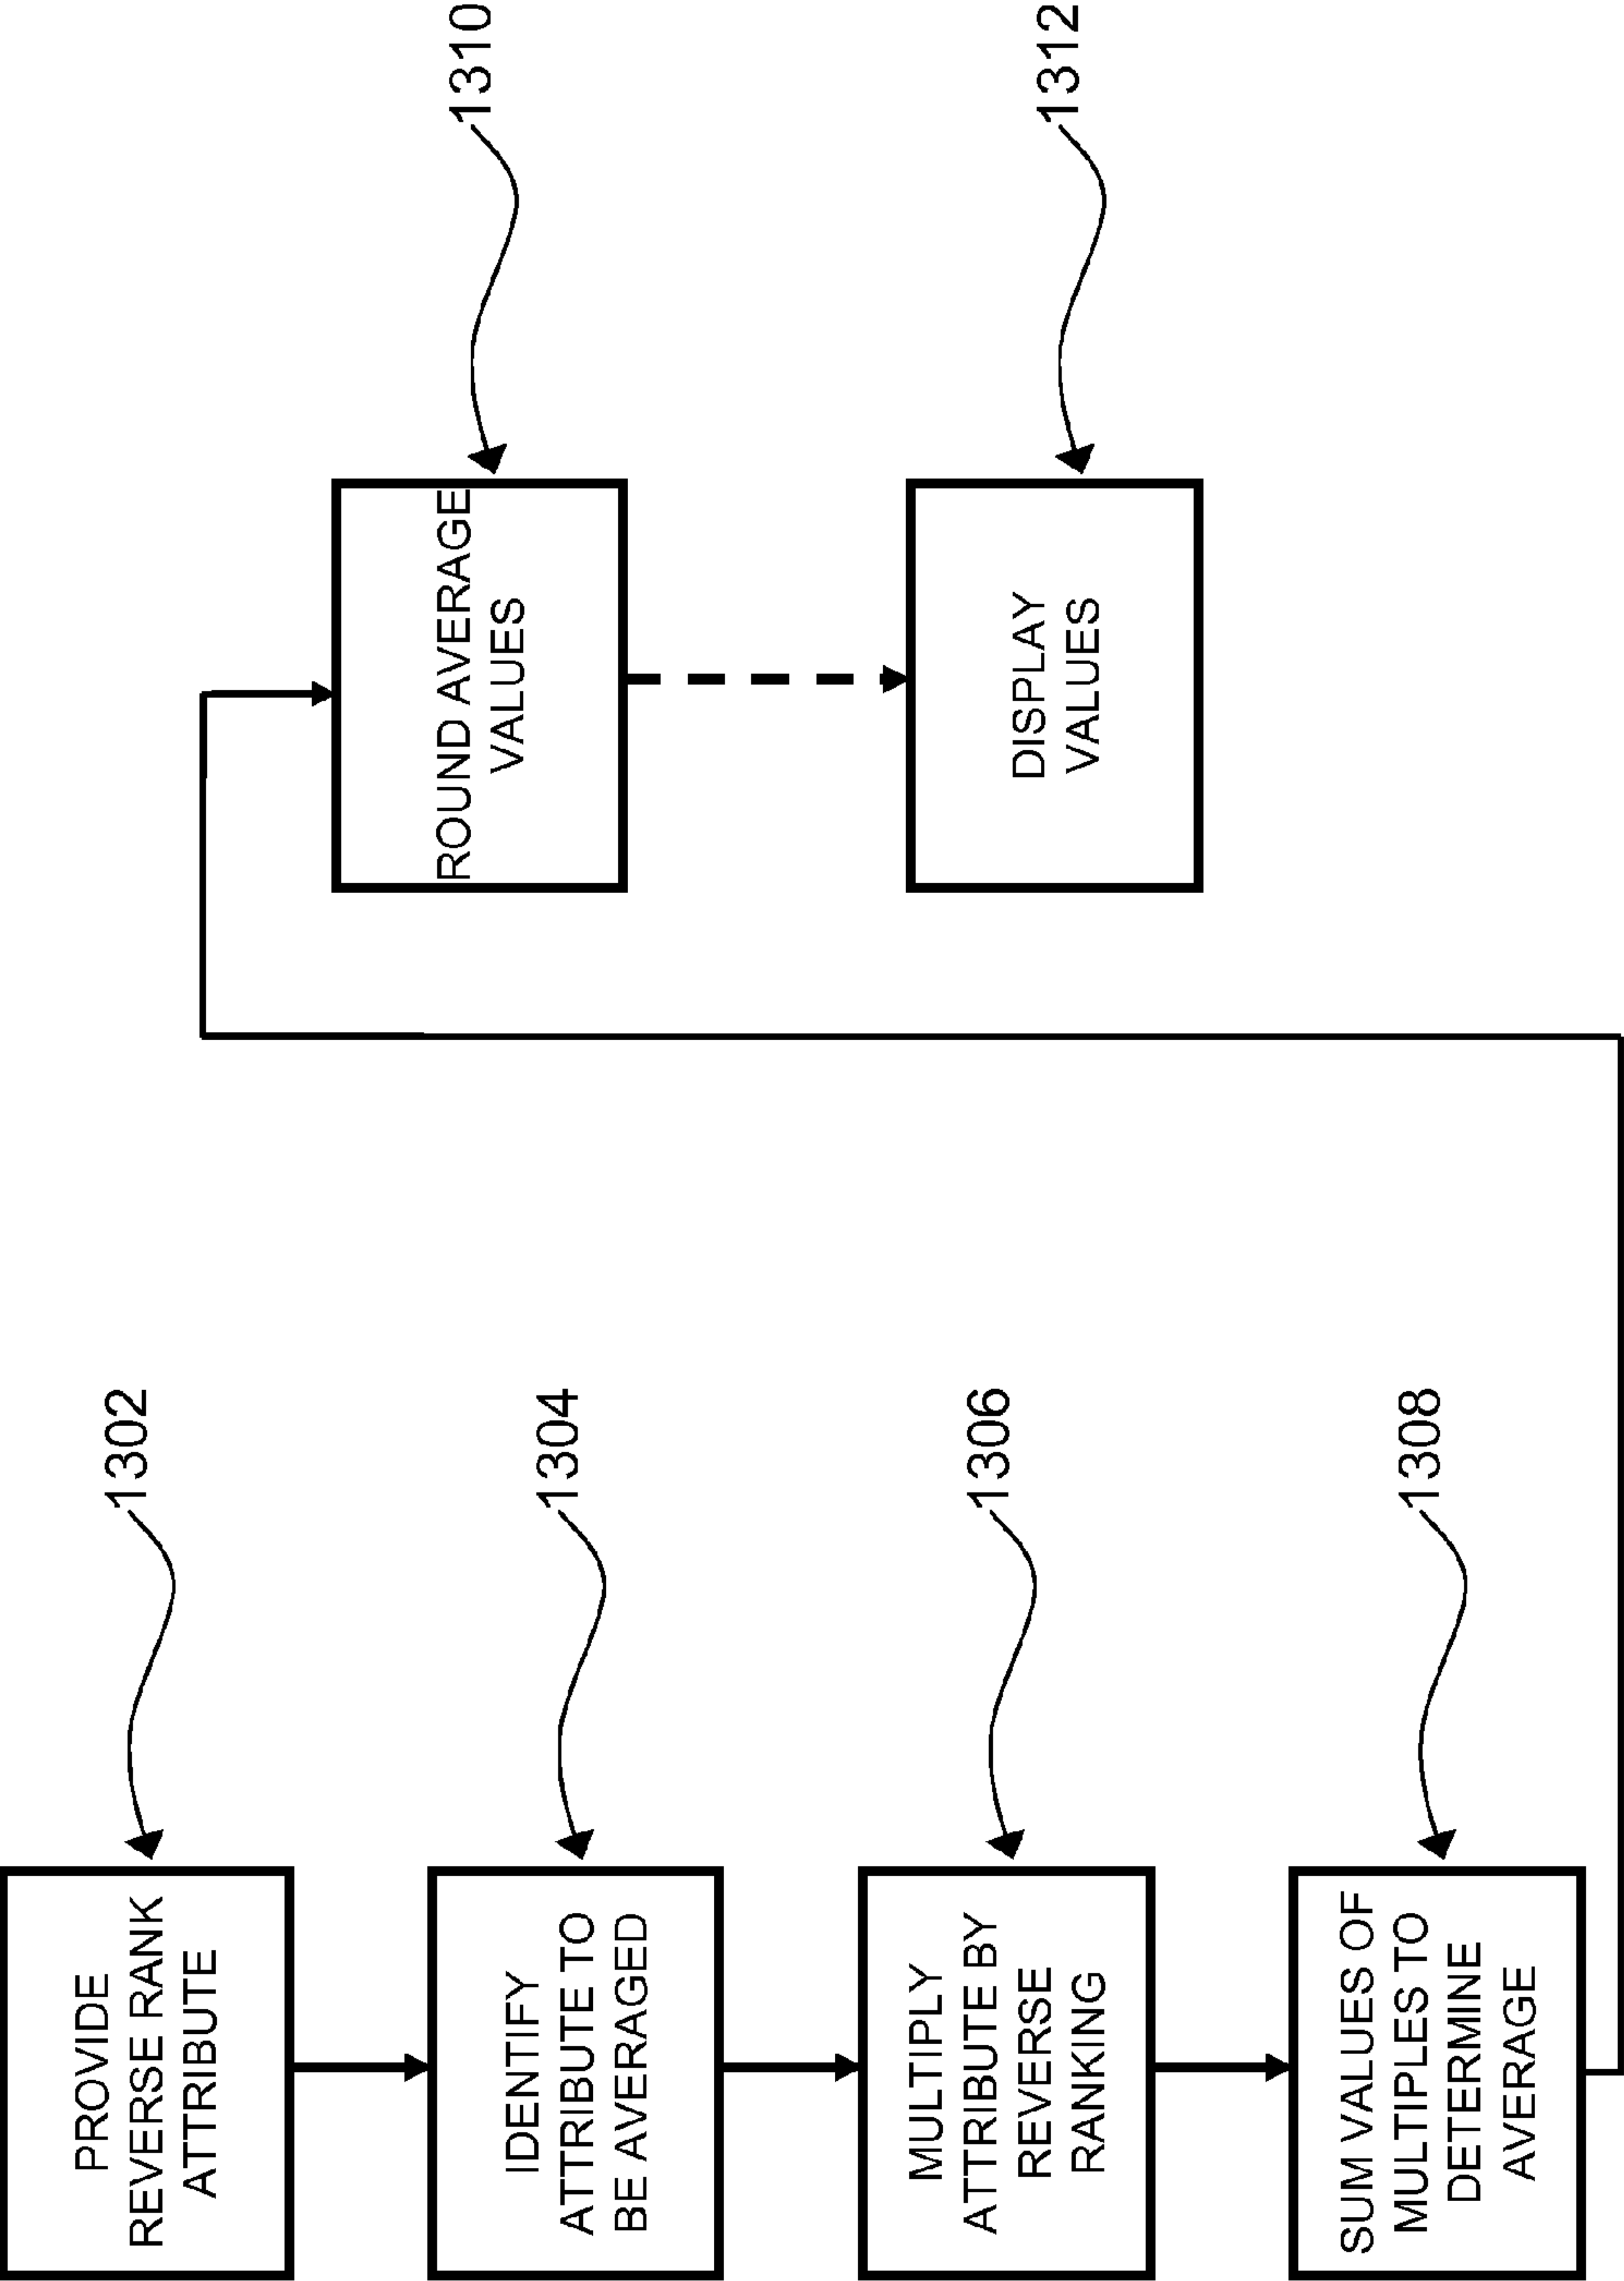 PROVIDE
REVERSE RANK
ATTRIBUTE
1302
IDENTIFY
ATTRIBUTE TO
BE AVERAGED
1304
MULTIPLY
ATTRIBUTE BY
REVERSE
RANKING
1306
SUM VALUES OF
MULTIPLES TO
DETERMINE
AVERAGE
1308
ROUND AVERAGE
VALUES
1310
DISPLAY
VALUES
1312